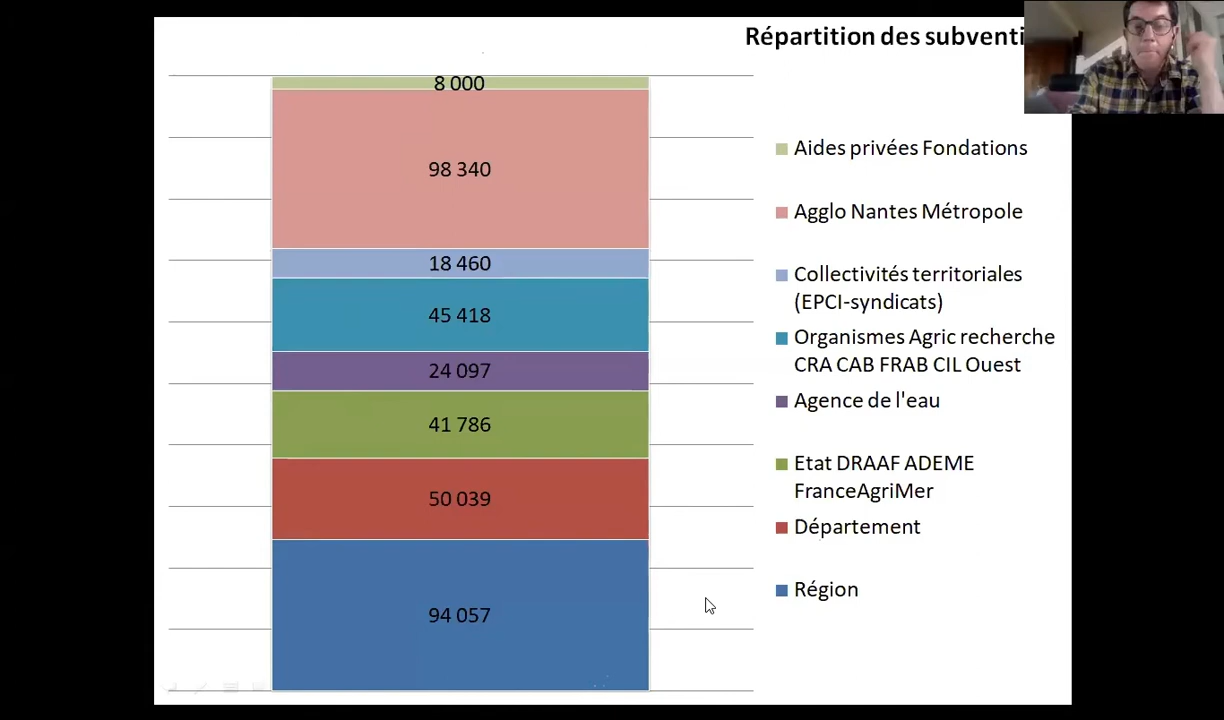 Répartition des subventi
8 000
98 340
18 460
45 418
24 097
41 786
50 039
94 057
Aides privées Fondations
Agglo Nantes Métropole
Collectivités territoriales
(EPCI-syndicats)
Organismes Agric recherche
CRA CAB FRAB CIL Ouest
Agence de l'eau
Etat DRAAF ADEME
FranceAgriMer
Département
Région